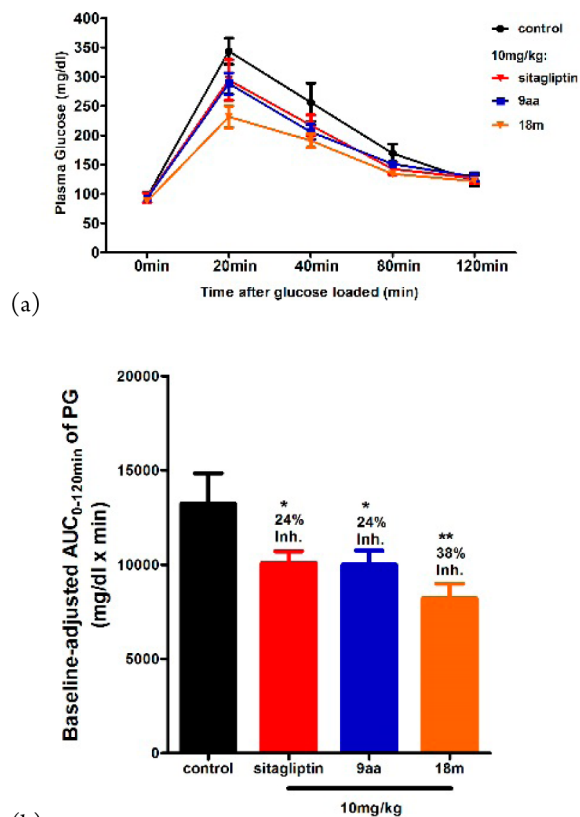 400
350
300
250
200
150
100
50
0
Plasma Glucose (mg/dl)
0min 20min 40min 80min 120min
Time after glucose loaded (min)
control
10mg/kg:
sitagliptin
9aa
18m
(a)
20000
15000
10000
5000
0
Baseline-adjusted AUC0-120min of PG
(mg/dl x min)
*
24%
Inh.
*
24%
Inh.
**
38%
Inh.
control sitagliptin 9aa 18m
10mg/kg